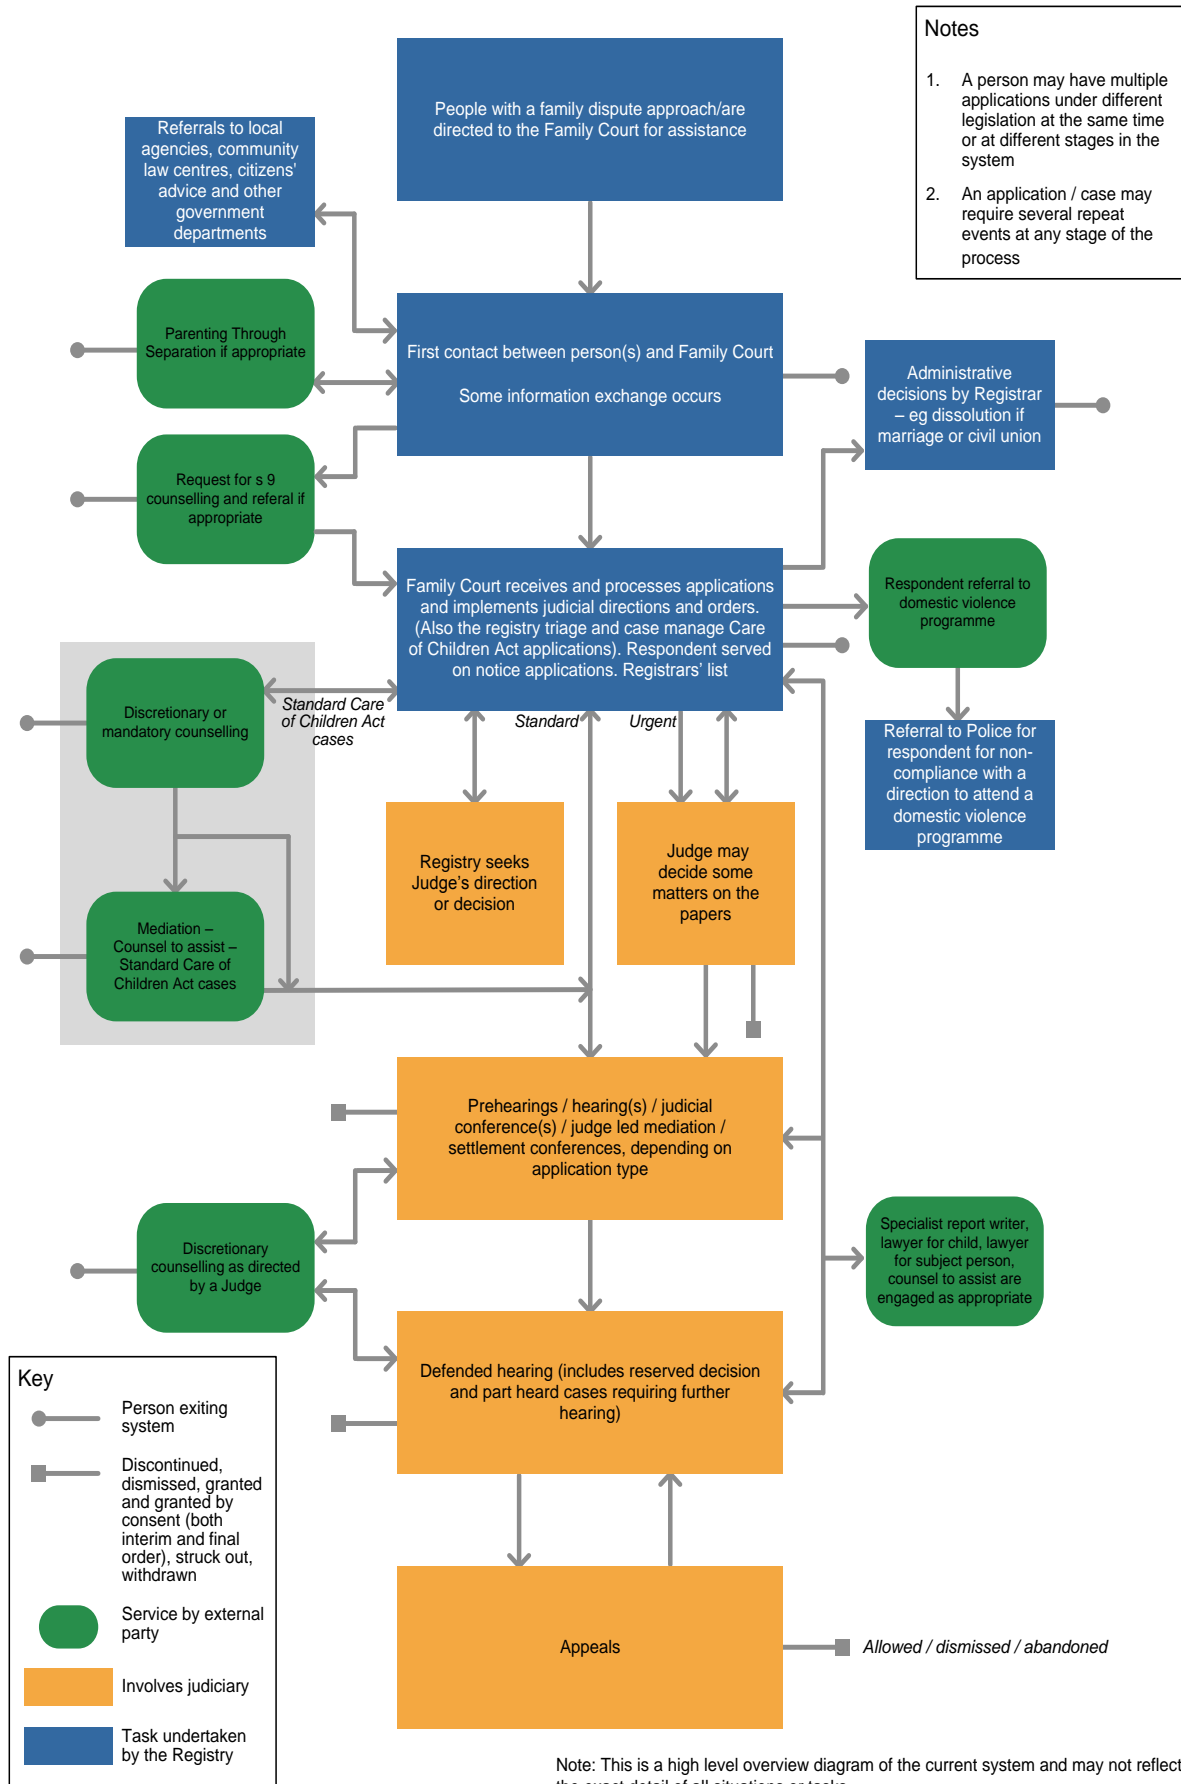 People with a family dispute approach/are
directed to the Family Court for assistance
Notes
1. A person may have multiple
applications under different
legislation at the same time
or at different stages in the
system
2. An application / case may
require several repeat
events at any stage of the
process
Referrals to local
agencies, community
law centres, citizens'
advice and other
government
departments
Parenting Through
Separation if appropriate
First contact between person(s) and Family Court
Some information exchange occurs
Administrative
decisions by Registrar
– eg dissolution if
marriage or civil union
Request for s 9
counselling and referal if
appropriate
Family Court receives and processes applications
and implements judicial directions and orders.
(Also the registry triage and case manage Care
of Children Act applications). Respondent served
on notice applications. Registrars' list
Respondent referral to
domestic violence
programme
Discretionary or
mandatory counselling
Standard Care
of Children Act
cases
Standard
Urgent
Referral to Police for
respondent for non-
compliance with a
direction to attend a
domestic violence
programme
Registry seeks
Judge's direction
or decision
Judge may
decide some
matters on the
papers
Mediation –
Counsel to assist –
Standard Care of
Children Act cases
Prehearings / hearing(s) / judicial
conference(s) / judge led mediation /
settlement conferences, depending on
application type
Discretionary
counselling as directed
by a Judge
Specialist report writer,
lawyer for child, lawyer
for subject person,
counsel to assist are
engaged as appropriate
Defended hearing (includes reserved decision
and part heard cases requiring further
hearing)
Key
Person exiting
system
Discontinued,
dismissed, granted
and granted by
consent (both
interim and final
order), struck out,
withdrawn
Service by external
party
Involves judiciary
Task undertaken
by the Registry
Appeals
Allowed / dismissed / abandoned
Note: This is a high level overview diagram of the current system and may not reflect
the exact detail of all situations or tasks